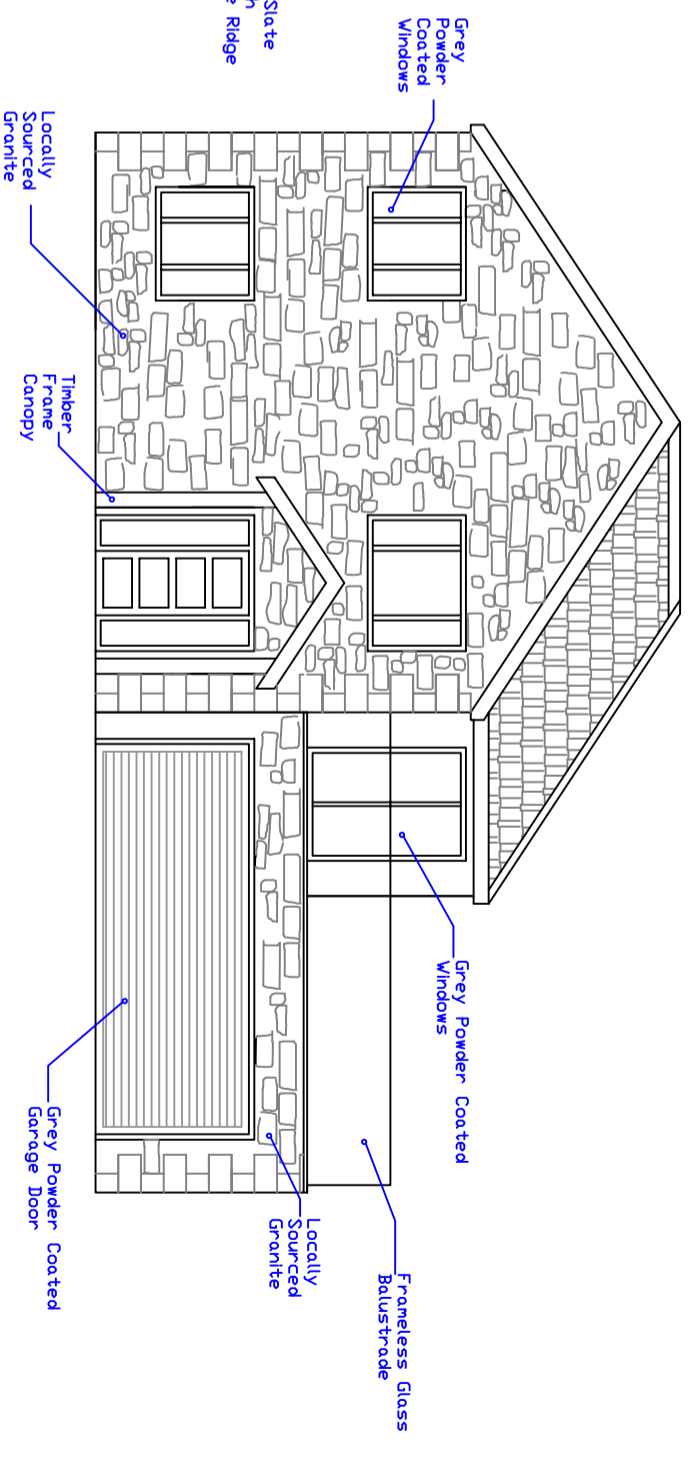 Slate
Ridge
Grey
Powder
Coated
Windows
Locally
Sourced
Granite
Timber
Frame
Canopy
Grey Powder Coated
Windows
Grey Powder Coated
Garage Door
Locally
Sourced
Granite
Frameless Glass
Balustrade